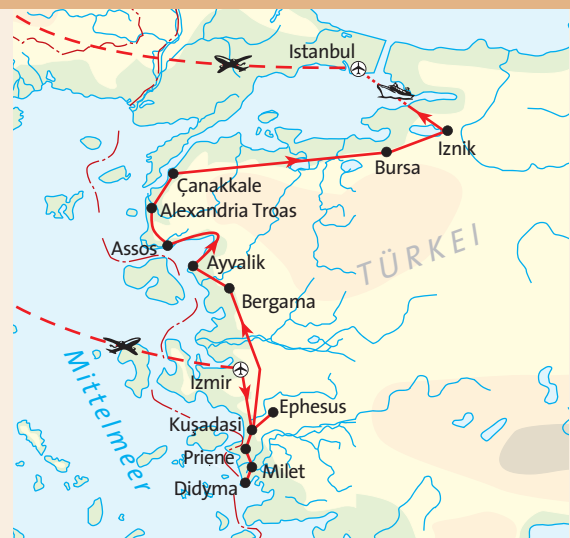 Istanbul
Iznik
Bursa
Çanakkale
Alexandria Troas
Assos
Ayvalik
TÜRKEI
Bergama
Mittelmeer
Izmir
Ephesus
Kuşadasi
Priene
Milet
Didyma